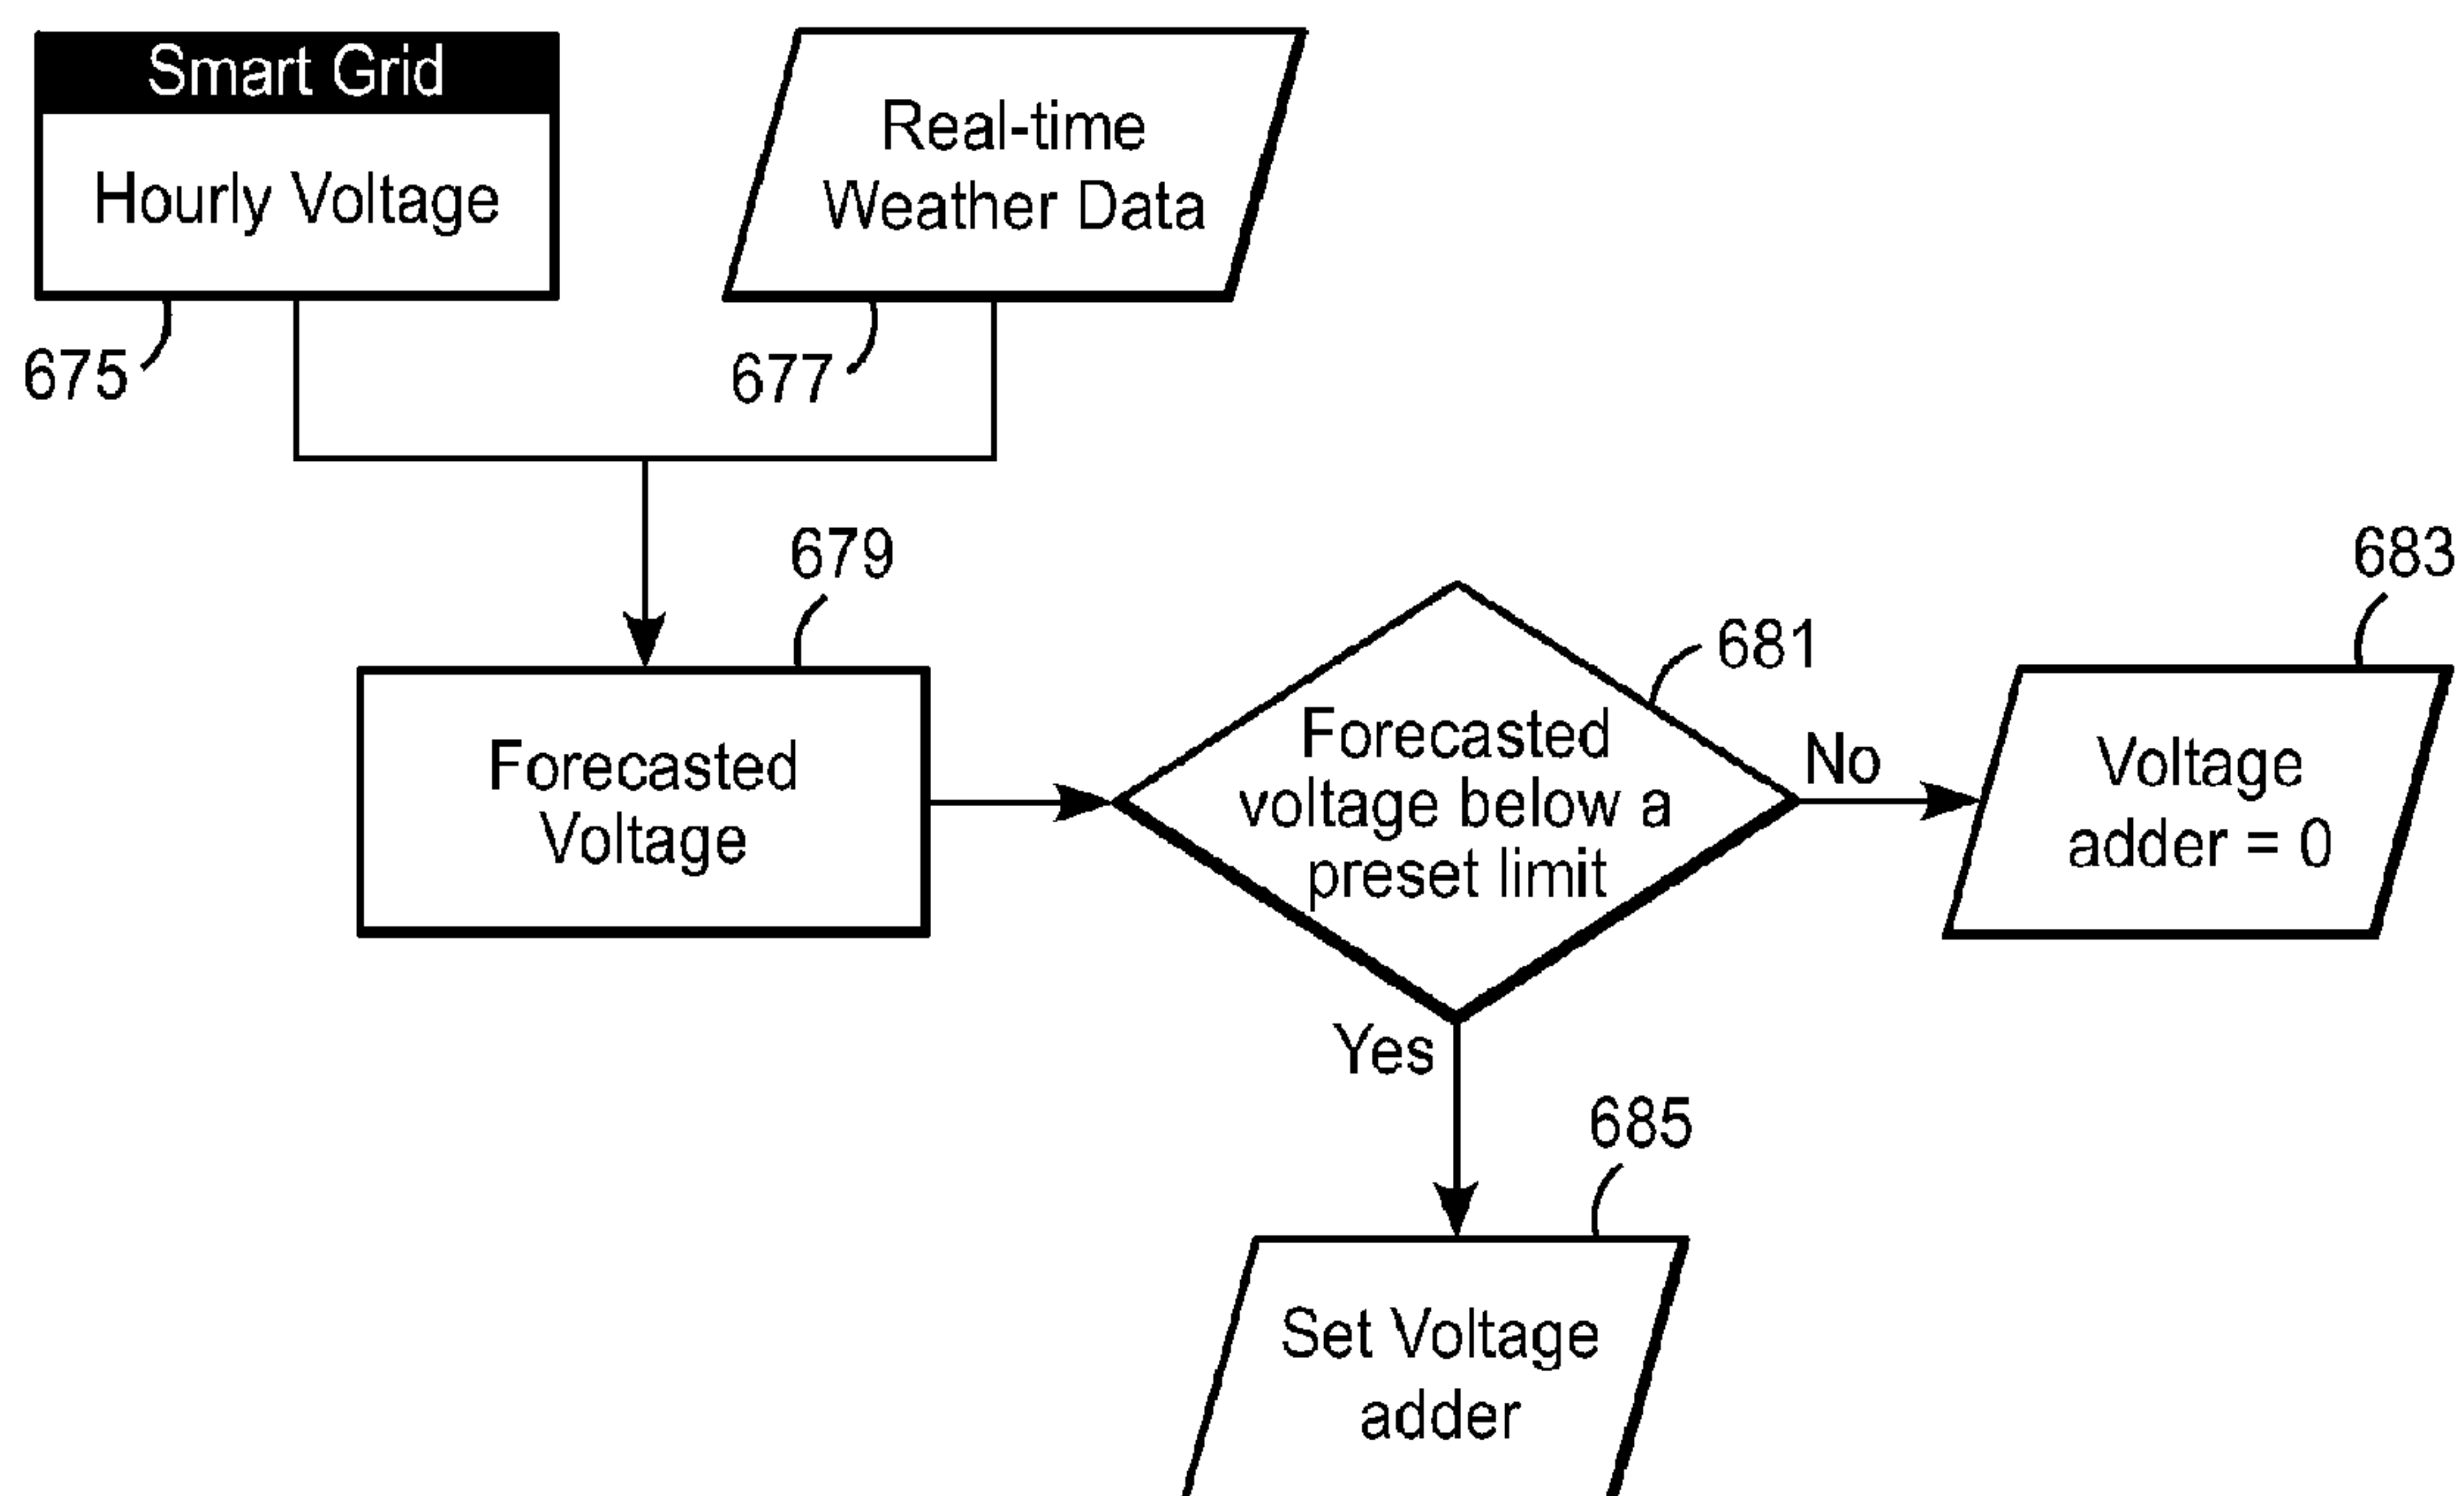 Smart Grid
Hourly Voltage
675
Real-time
Weather Data
677
679
Forecasted
Voltage
681
Forecasted
voltage below a
preset limit
No
683
Voltage
adder = 0
Yes
685
Set Voltage
adder